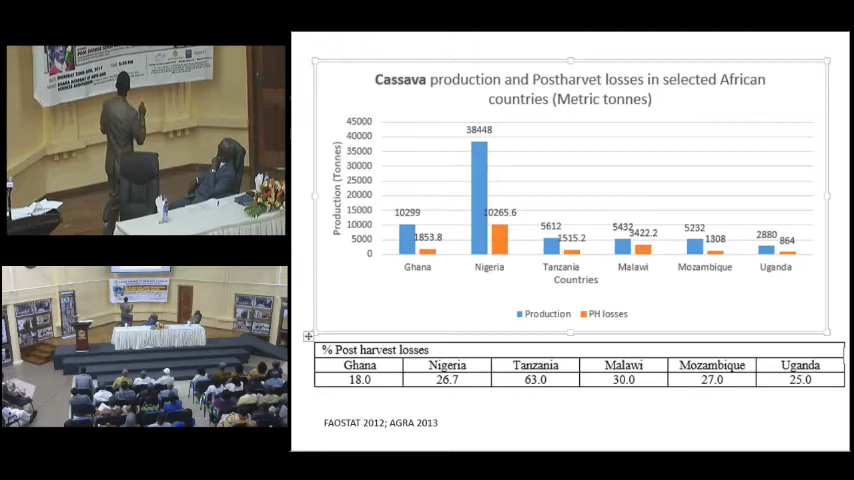 Cassava production and Postharvet losses in selected African
countries (Metric tonnes)
Production (Tonnes)
45000
40000
35000
30000
25000
20000
15000
10000
5000
0
10299
1853.8
38448
10265.6
5612
1515.2
5432
3422.2
5232
1308
2880
864
Ghana Nigeria Tanzania Malawi Mozambique Uganda
Countries
Production PH losses
% Post harvest losses
Ghana Nigeria Tanzania Malawi Mozambique Uganda
18.0 26.7 63.0 30.0 27.0 25.0
FAOSTAT 2012; AGRA 2013